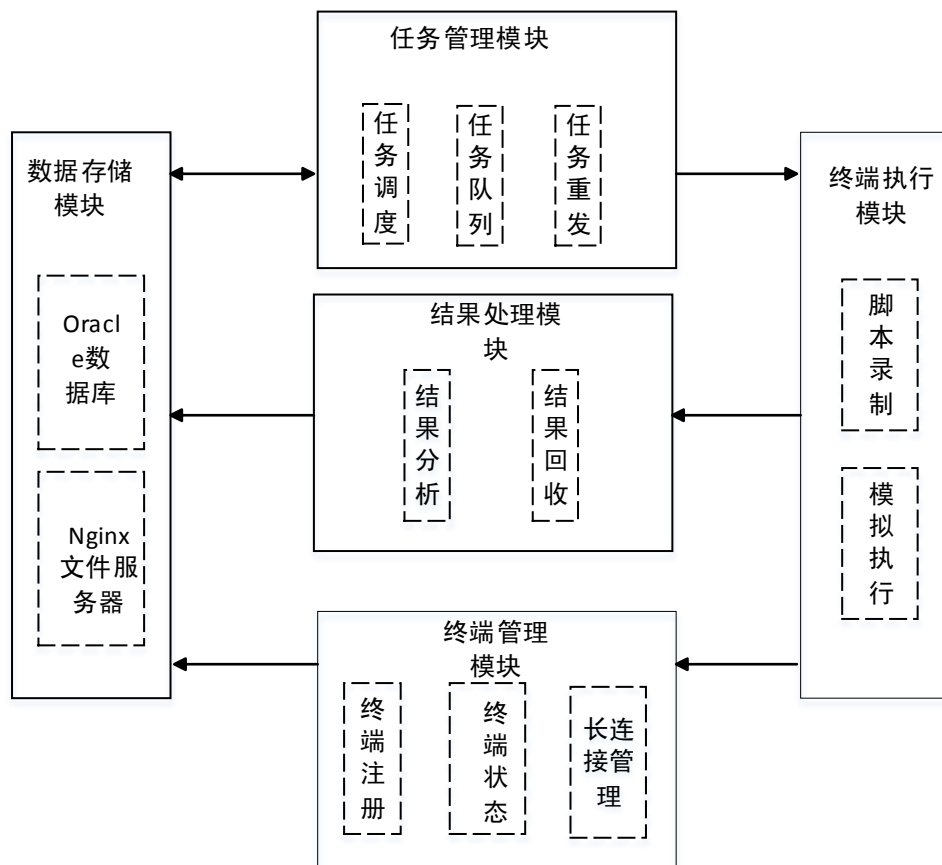 任务管理模块
任务调度
任务队列
任务重发
数据存储
模块
Oracl
e数
据库
Nginx
文件服
务器
结果处理模
块
结果分析
结果回收
终端管理
模块
终端注册
终端状态
长连
接管
理
终端执行
模块
脚本录制
模拟执行